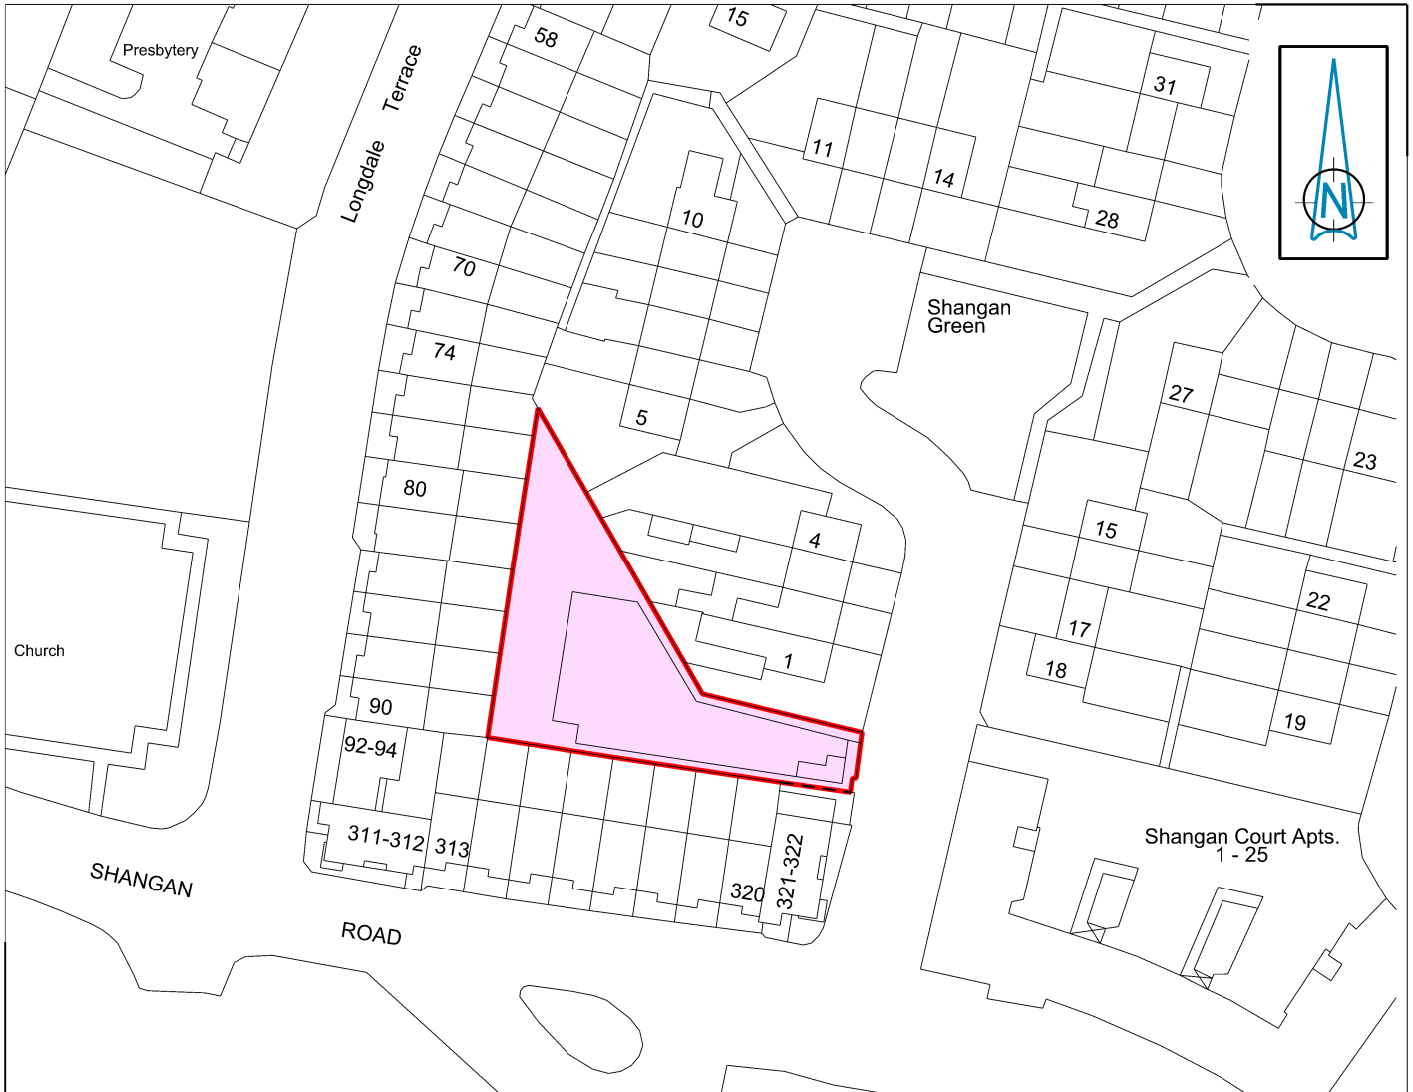 15
58
Presbytery
Longdale Terrace
31
11
14
28
10
70
Shangan
Green
74
27
5
23
80
15
4
22
17
Church
1
18
90
19
92-94
311-312
313
321-322
320
Shangan Court Apts.
1 - 25
SHANGAN
ROAD
N